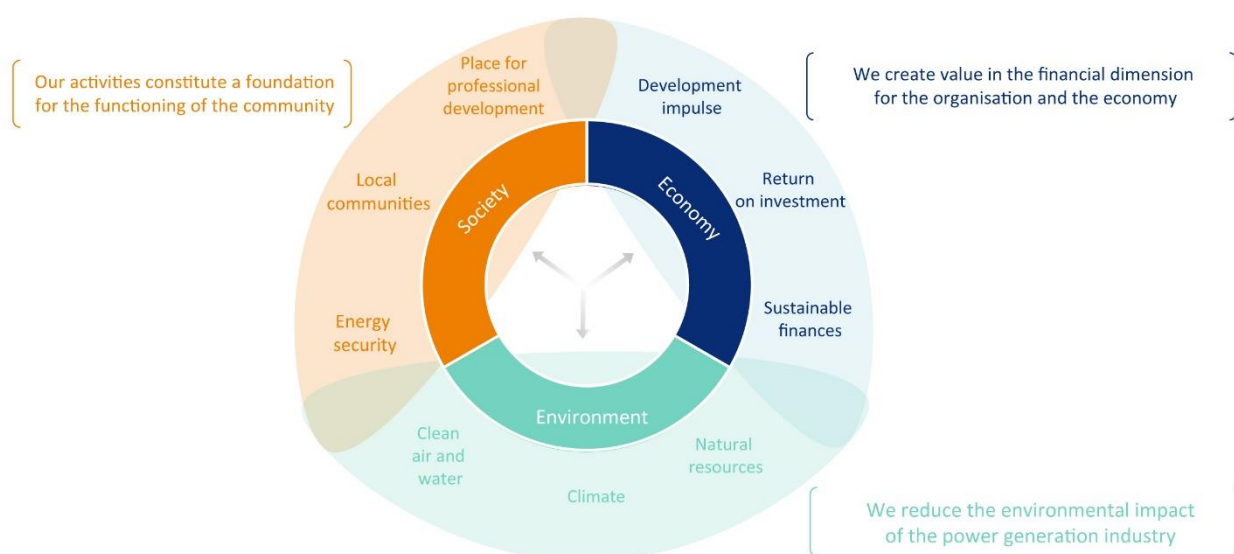 Our activities constitute a foundation
for the functioning of the community
Place for
professional
development
Development
impulse
We create value in the financial dimension
for the organisation and the economy
Local
communities
Society
Economy
Return
on investment
Energy
security
Sustainable
finances
Environment
Clean
air and
water
Climate
Natural
resources
We reduce the environmental impact
of the power generation industry